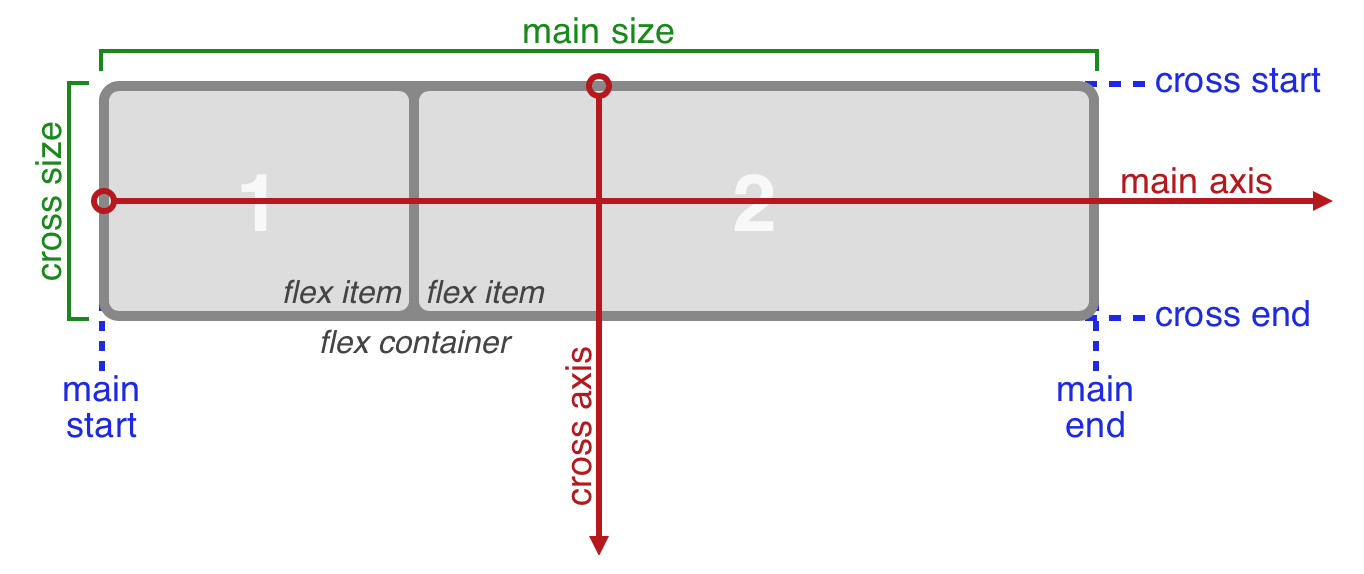 main size
cross start
cross size
1
2
main axis
flex item
flex item
cross end
flex container
cross axis
main
start
main
end